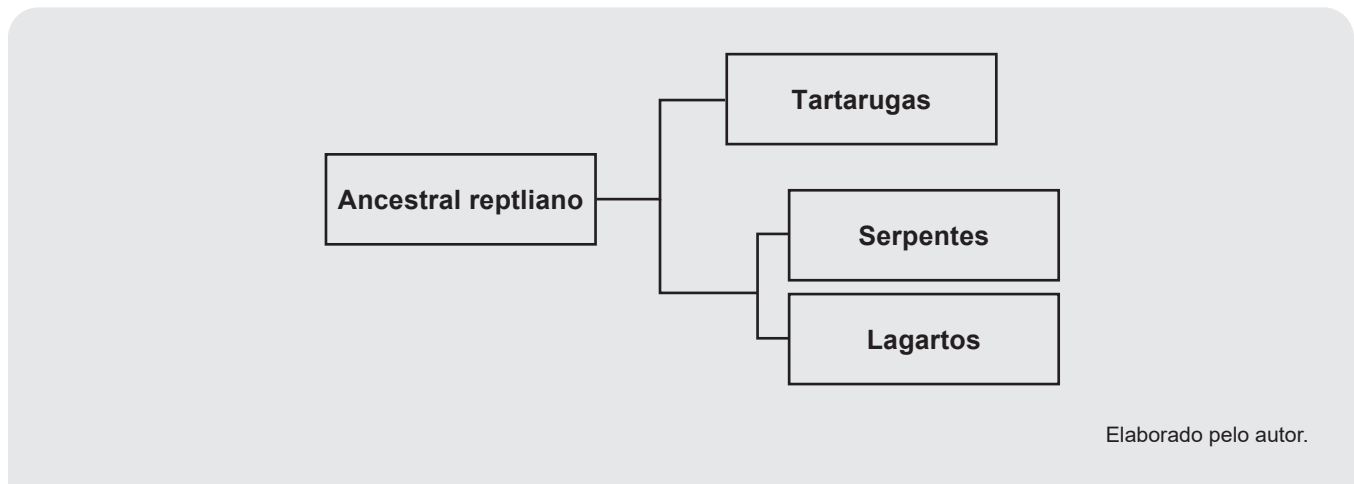 Tartarugas
Ancestral reptliano
Serpentes
Lagartos
Elaborado pelo autor.